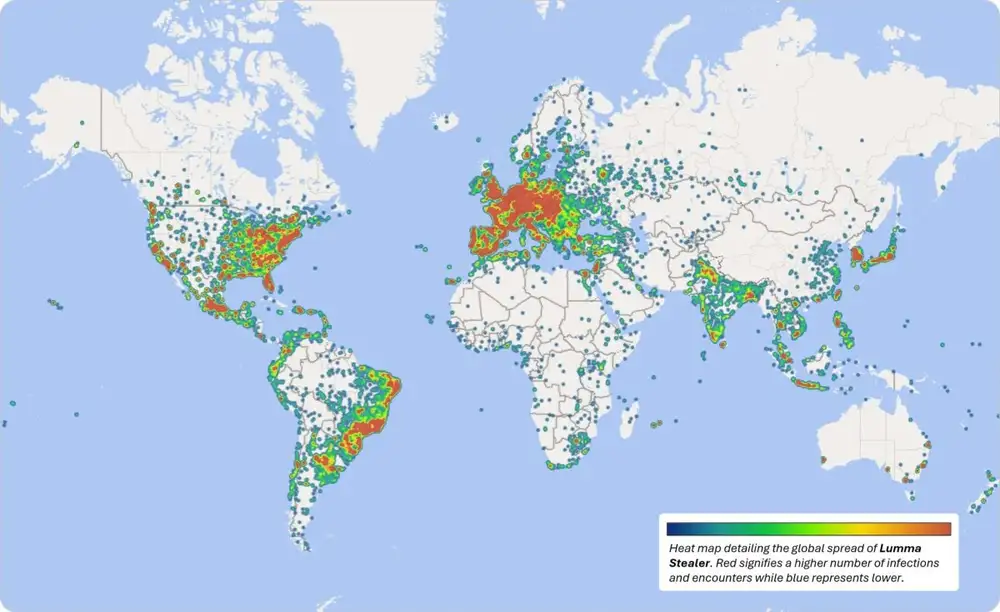 Heat map detailing the global spread of Lumma
Stealer. Red signifies a higher number of infections
and encounters while blue represents lower.